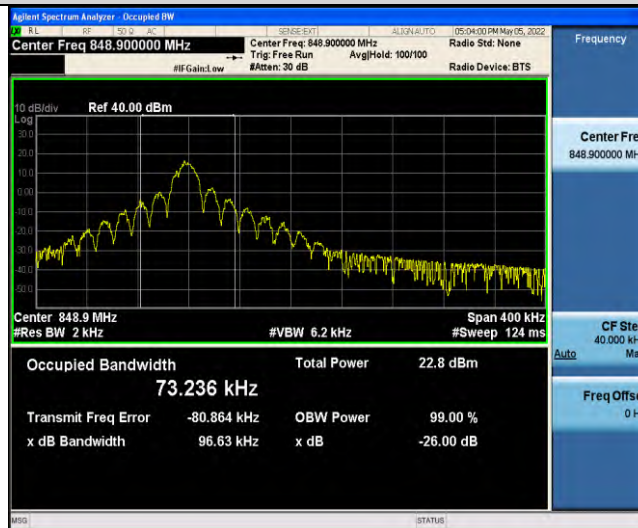 Agilent Spectrum Analyzer - Occupied BW
RL RF 50 Ω AC SENSE:EXT ALIGN AUTO 05:04:00 PM May 05, 2022
Center Freq 848.900000 MHz
Center Freq: 848.900000 MHz Radio Std: None
Trig: Free Run Avg|Hold: 100/100
#IFGain:Low #Atten: 30 dB Radio Device: BTS
Frequency
10 dB/div Ref 40.00 dBm
Log
30.0
20.0
10.0
0.00
-10.0
-20.0
-30.0
-40.0
-50.0
Center 848.9 MHz Span 400 kHz
#Res BW 2 kHz #VBW 6.2 kHz #Sweep 124 ms
Occupied Bandwidth Total Power 22.8 dBm
73.236 kHz
Transmit Freq Error -80.864 kHz OBW Power 99.00 %
x dB Bandwidth 96.63 kHz x dB -26.00 dB
Center Fre
848.900000 MH
CF Ste
40.000 kH
Auto Ma
Freq Offse
0 H
MSG STATUS